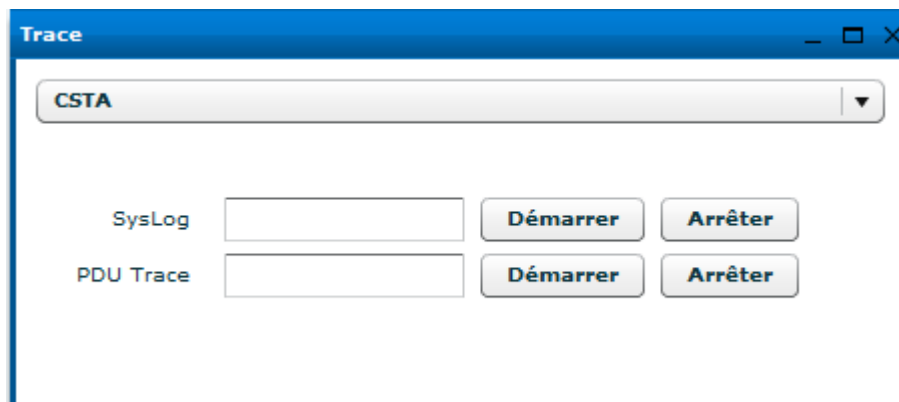 Trace
CSTA
SysLog Démarrer Arrêter
PDU Trace Démarrer Arrêter